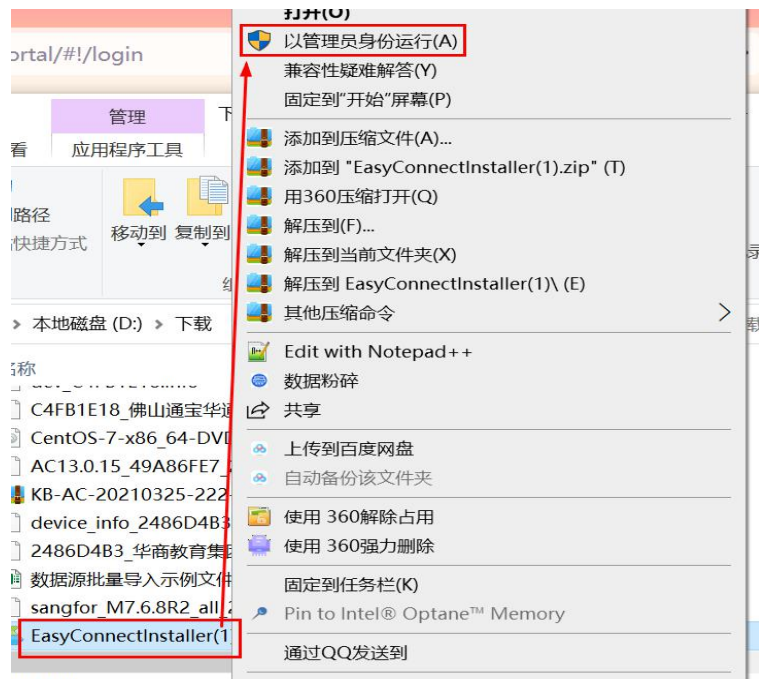 打开(O)
ortal/#!/login
以管理员身份运行(A)
兼容性疑难解答(Y)
固定到"开始"屏幕(P)
管理
看
应用程序工具
添加到压缩文件(A)...
添加到 "EasyConnectInstaller(1).zip" (T)
用360压缩打开(Q)
路径
快捷方式
移动到
复制到
解压到(F)...
解压到当前文件夹(X)
解压到 EasyConnectInstaller(1)\ (E)
其他压缩命令
本地磁盘 (D:)
下载
Edit with Notepad++
数据粉碎
共享
C4FB1E18_佛山通宝华通
CentOS-7-x86_64-DVD
上传到百度网盘
AC13.0.15_49A86FE7_2
自动备份该文件夹
KB-AC-20210325-222-
device_info_2486D4B3
使用 360解除占用
2486D4B3_华商教育集团
使用 360强力删除
数据源批量导入示例文件
固定到任务栏(K)
sangfor_M7.6.8R2_all_2
Pin to Intel® Optane™ Memory
EasyConnectInstaller(1
通过QQ发送到